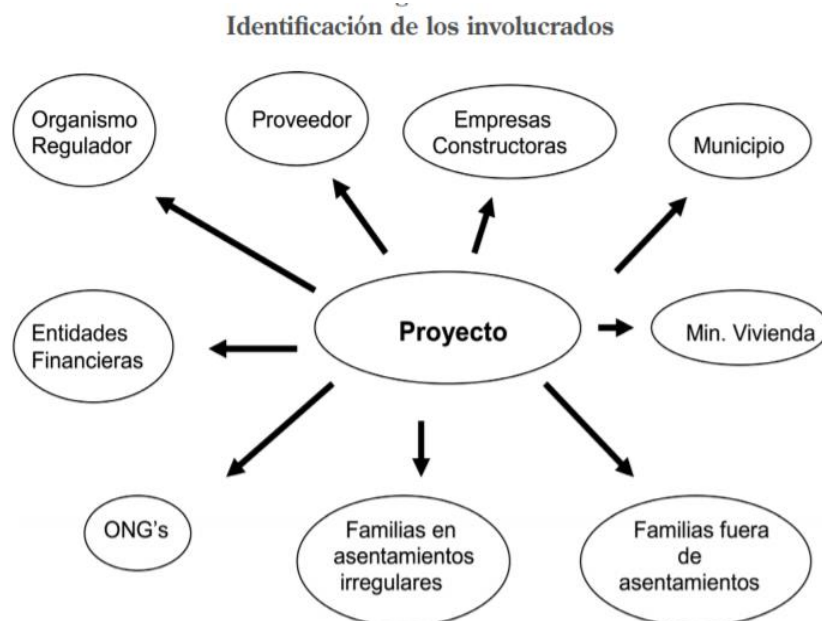 Identificación de los involucrados
Organismo
Regulador
Proveedor
Empresas
Constructoras
Municipio
Entidades
Financieras
Proyecto
Min. Vivienda
ONG's
Familias en
asentamientos
irregulares
Familias fuera
de
asentamientos